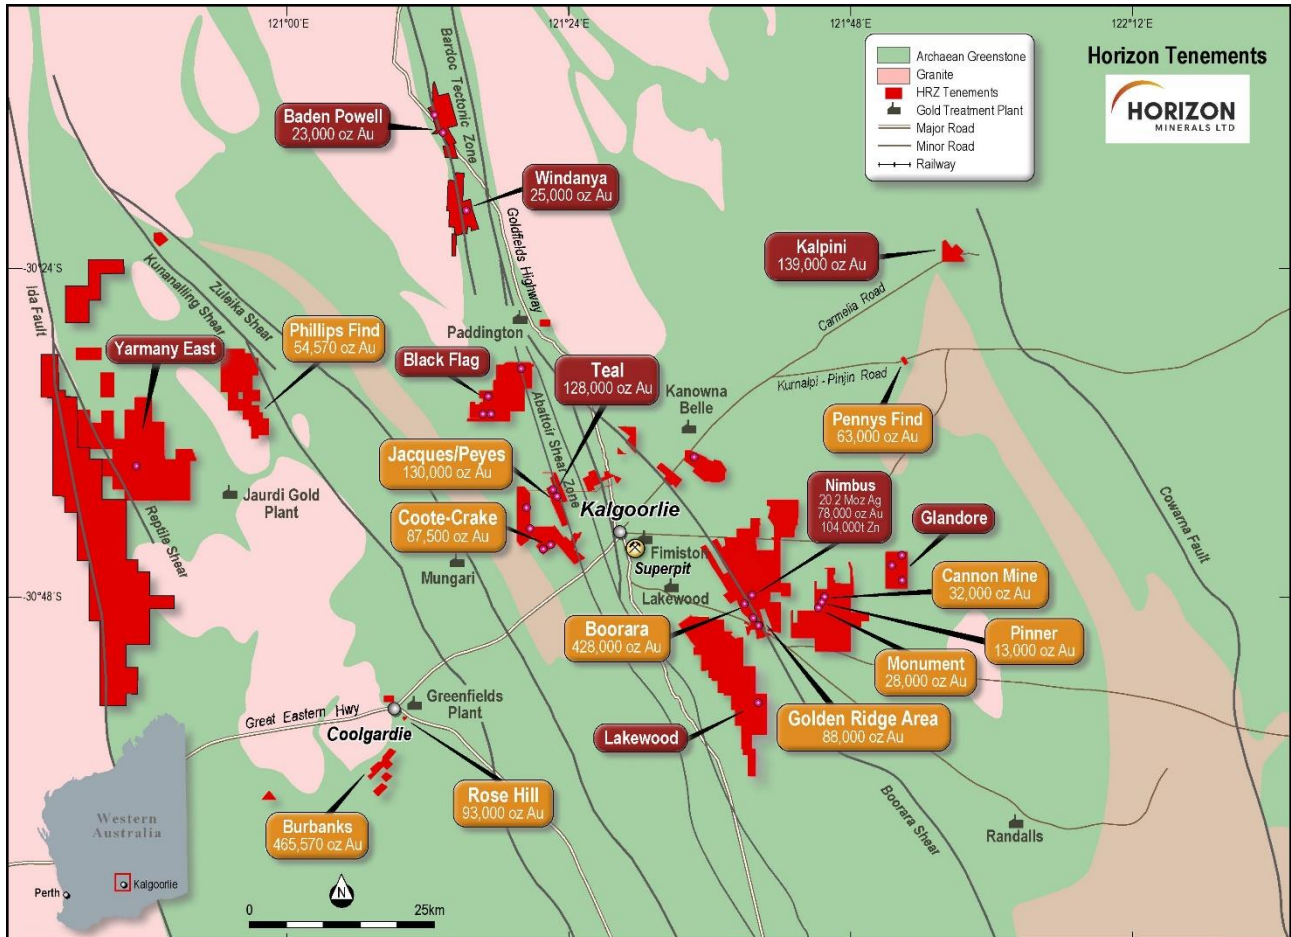 121°00´E
121°24´E
121°48´E
122°12´E
Horizon Tenements
HORIZON
MINERALS LTD
Archaean Greenstone
Granite
HRZ Tenements
Gold Treatment Plant
Major Road
Minor Road
Railway
Bardoc Tectonic Zone
Baden Powell
23,000 oz Au
Windanya
25,000 oz Au
Goldfields Highway
Kalpini
139,000 oz Au
-30°24´S
Ida Fault
Kunanalling Shear
Zuleika Shear
Carmelia Road
Phillips Find
54,570 oz Au
Paddington
Yarmany East
Black Flag
Teal
128,000 oz Au
Kanowna
Belle
Kurnalpi - Pinjin Road
Abattoir Shear Zone
Pennys Find
63,000 oz Au
Jacques/Peyes
130,000 oz Au
Nimbus
20.2 Moz Ag
78,000 oz Au
104,000t Zn
Jaurdi Gold
Plant
Reptile Shear
Coote-Crake
87,500 oz Au
Kalgoorlie
Glandore
Cowarna Fault
Fimiston
Superpit
Mungari
Lakewood
Cannon Mine
32,000 oz Au
-30°48´S
Boorara
428,000 oz Au
Pinner
13,000 oz Au
Monument
28,000 oz Au
Greenfields
Plant
Great Eastern Hwy
Coolgardie
Golden Ridge Area
88,000 oz Au
Lakewood
Rose Hill
93,000 oz Au
Boorara Shear
Burbanks
465,570 oz Au
Randalls
Western
Australia
Perth
Kalgoorlie
N
0
25km